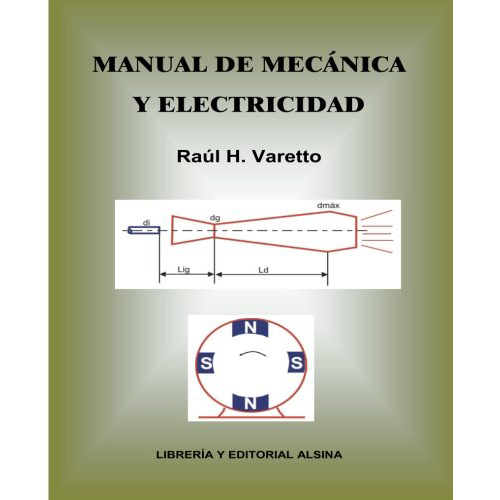 MANUAL DE MECÁNICA
Y ELECTRICIDAD
Raúl H. Varetto
dmáx
di
dg
Lig
Ld
N
S
S
N
LIBRERÍA Y EDITORIAL ALSINA